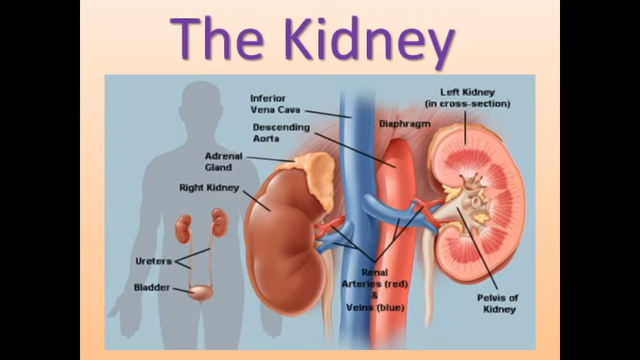 The Kidney
Inferior
Vena Cava
Descending
Aorta
Adrenal
Gland
Right Kidney
Diaphragm
Left Kidney
(in cross-section)
Ureters
Bladder
Renal
Arteries (red)
&
Veins (blue)
Pelvis of
Kidney